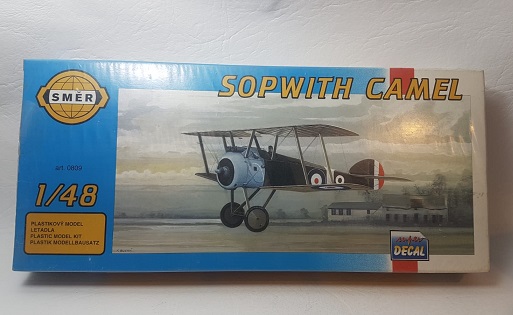 SMĚR
SOPWITH CAMEL
art. 0809
1/48
PLASTIKOVÝ MODEL
LETADLA
PLASTIC MODEL KIT
PLASTIK MODELLBAUSATZ
DECAL